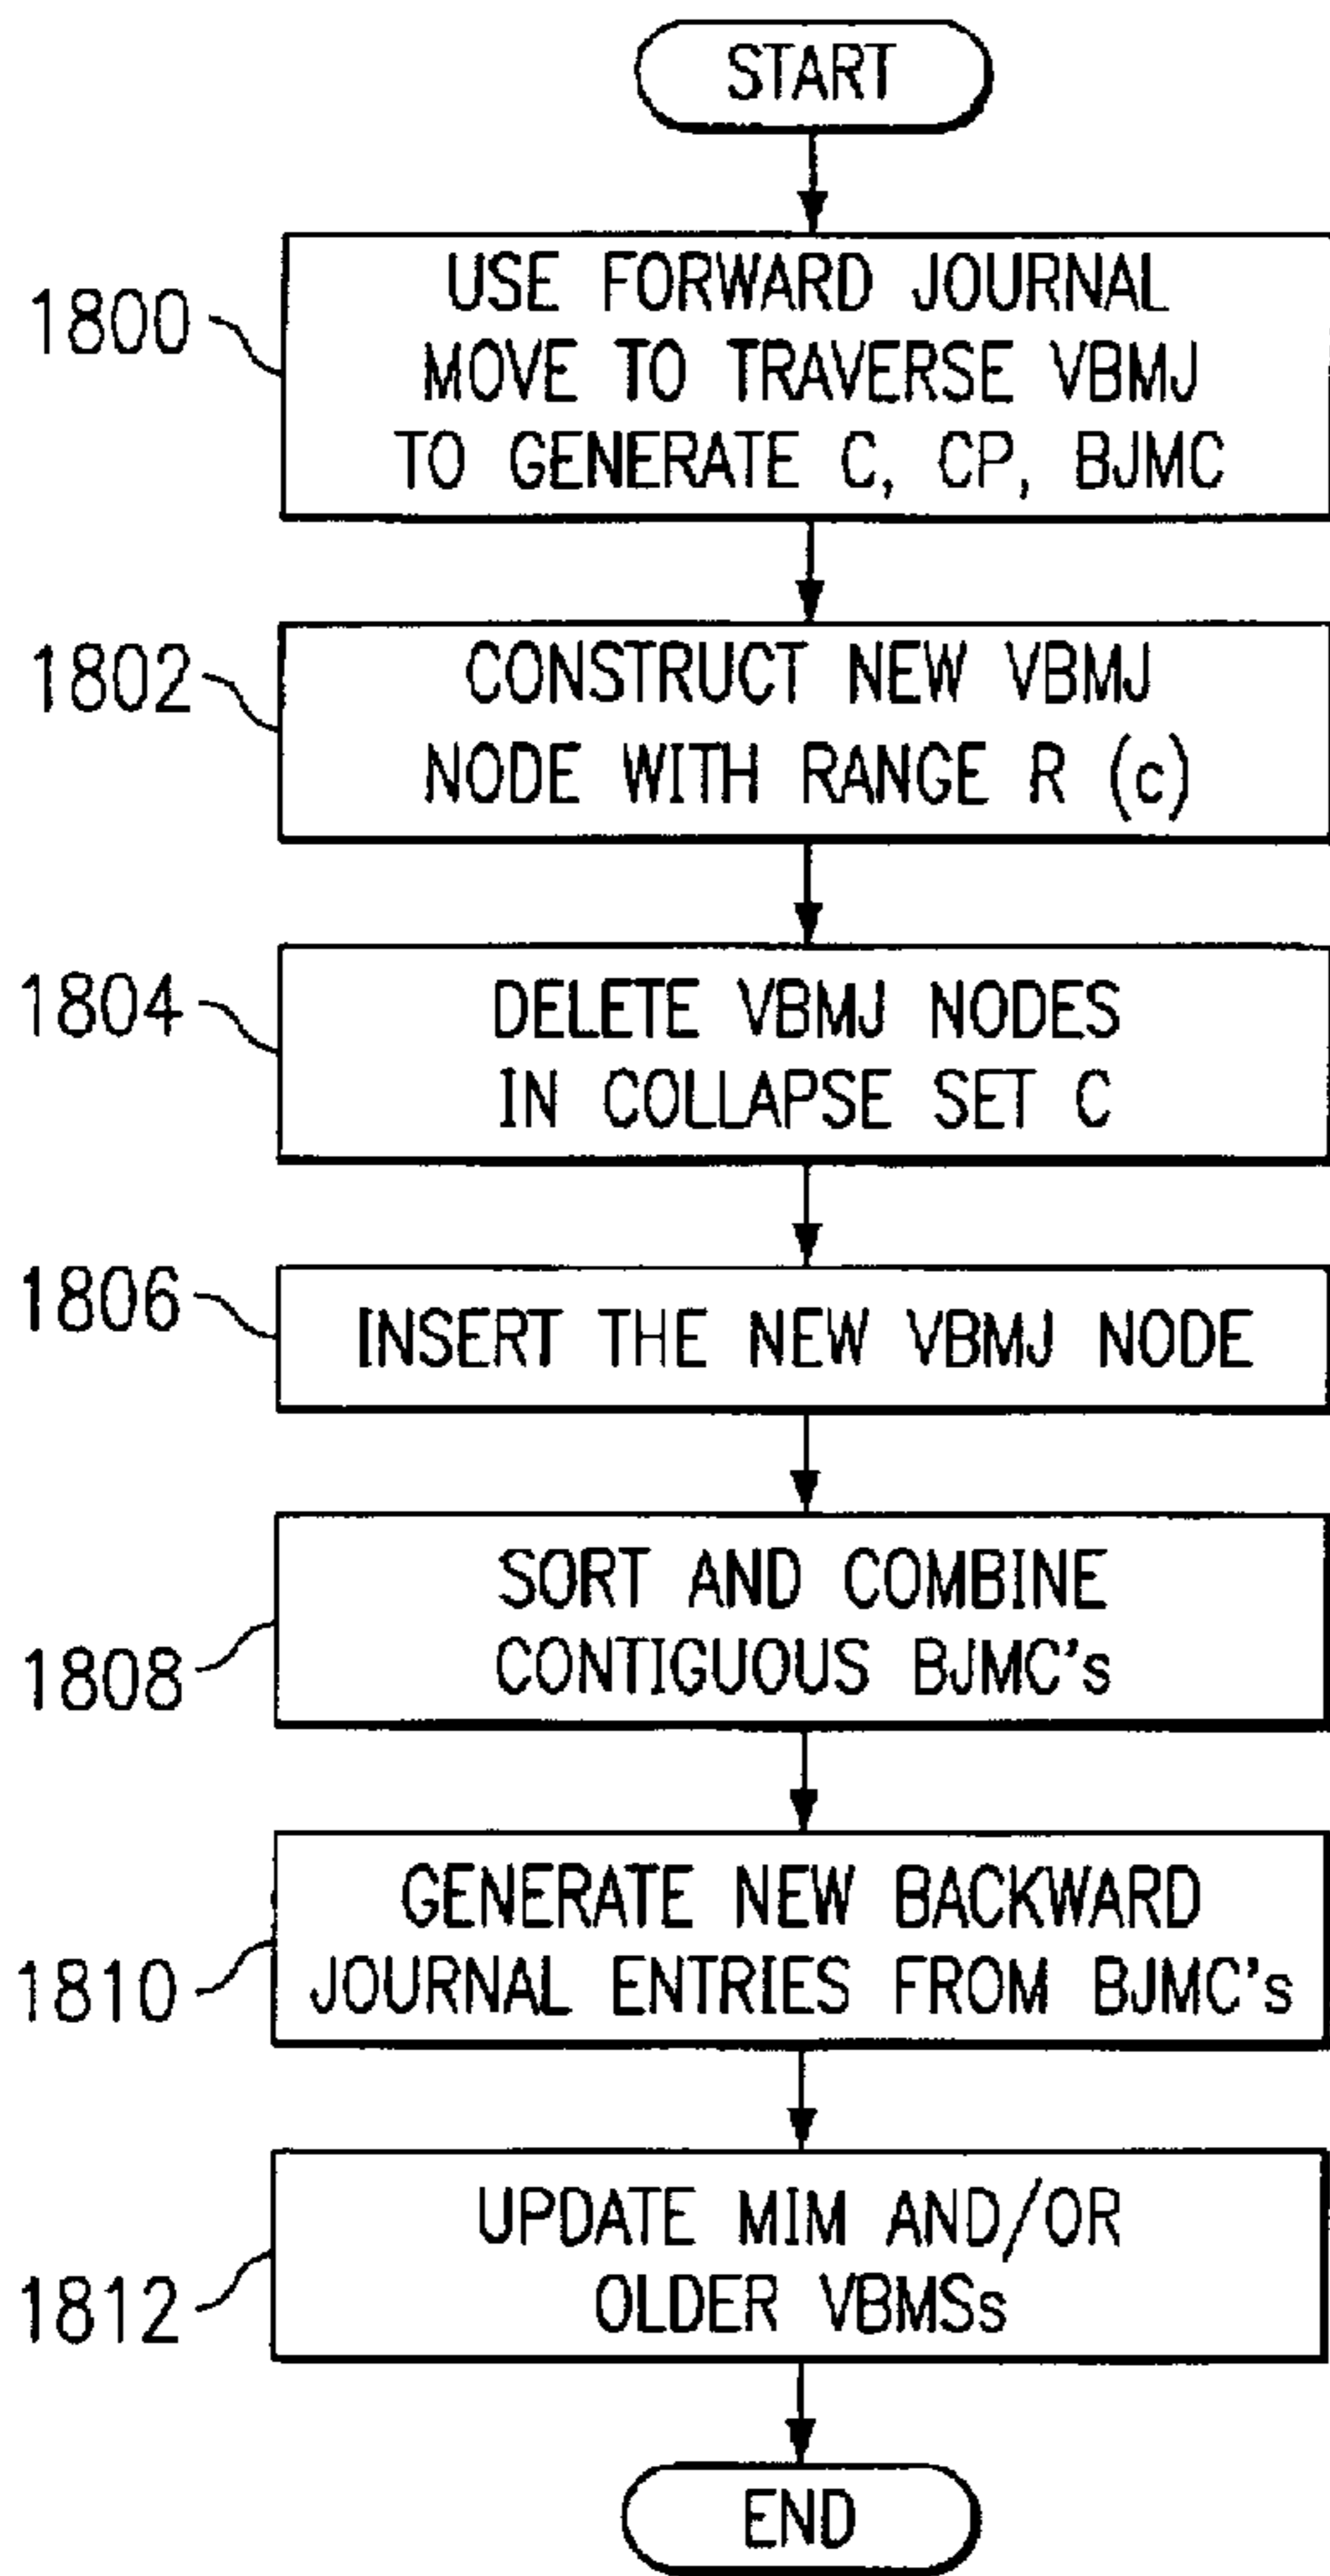 START
1800
USE FORWARD JOURNAL
MOVE TO TRAVERSE VBMJ
TO GENERATE C, CP, BJMC
1802
CONSTRUCT NEW VBMJ
NODE WITH RANGE R (c)
1804
DELETE VBMJ NODES
IN COLLAPSE SET C
1806
INSERT THE NEW VBMJ NODE
1808
SORT AND COMBINE
CONTIGUOUS BJMC's
1810
GENERATE NEW BACKWARD
JOURNAL ENTRIES FROM BJMC's
1812
UPDATE MIM AND/OR
OLDER VBMSs
END